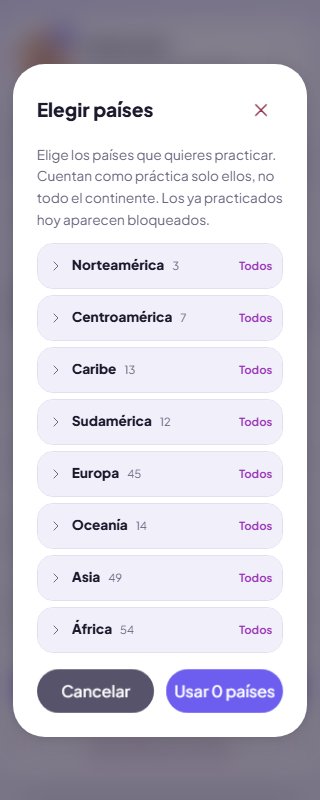 Elegir países
Elige los países que quieres practicar.
Cuentan como práctica solo ellos, no
todo el continente. Los ya practicados
hoy aparecen bloqueados.
Norteamérica 3 Todos
Centroamérica 7 Todos
Caribe 13 Todos
Sudamérica 12 Todos
Europa 45 Todos
Oceanía 14 Todos
Asia 49 Todos
África 54 Todos
Cancelar Usar 0 países